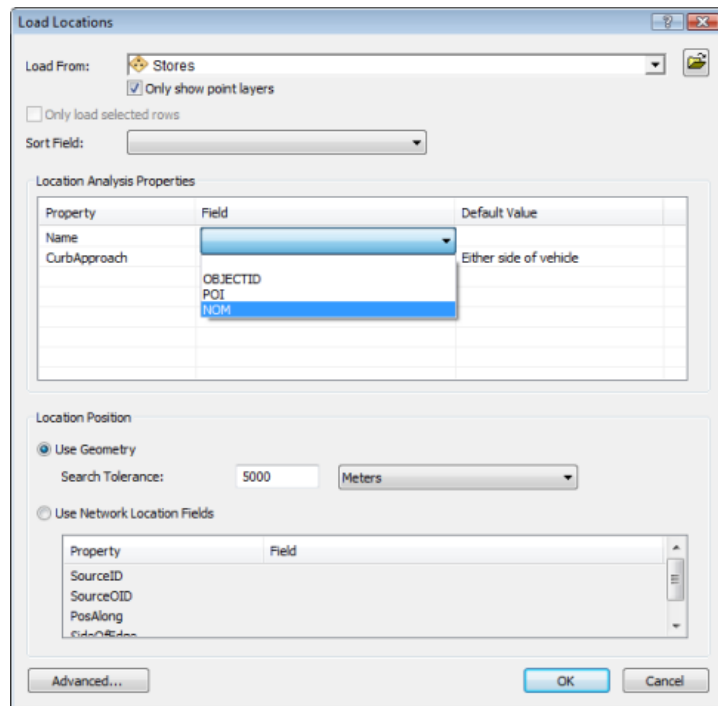 Load Locations
Load From: Stores
Only show point layers
Only load selected rows
Sort Field:
Location Analysis Properties
Property Field Default Value
Name
CurbApproach Either side of vehicle
OBJECTID
POI
NOM
Location Position
Use Geometry
Search Tolerance: 5000 Meters
Use Network Location Fields
Property Field
SourceID
SourceOID
PosAlong
SideOfEdge
Advanced... OK Cancel